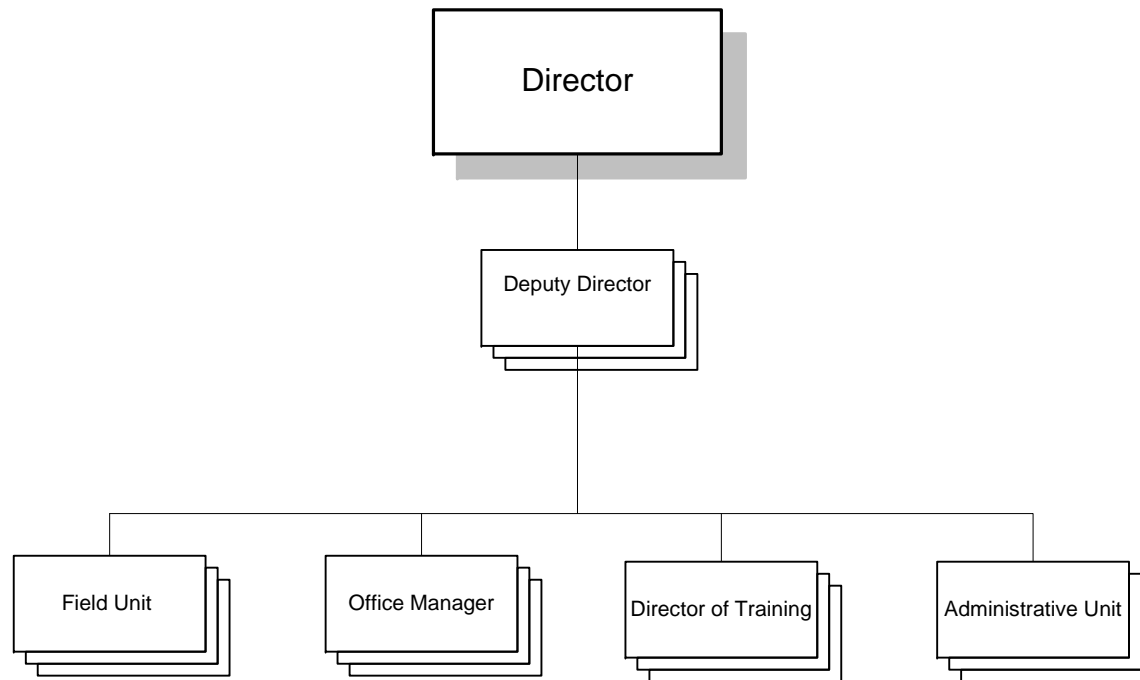 Director
Deputy Director
Field Unit
Office Manager
Director of Training
Administrative Unit